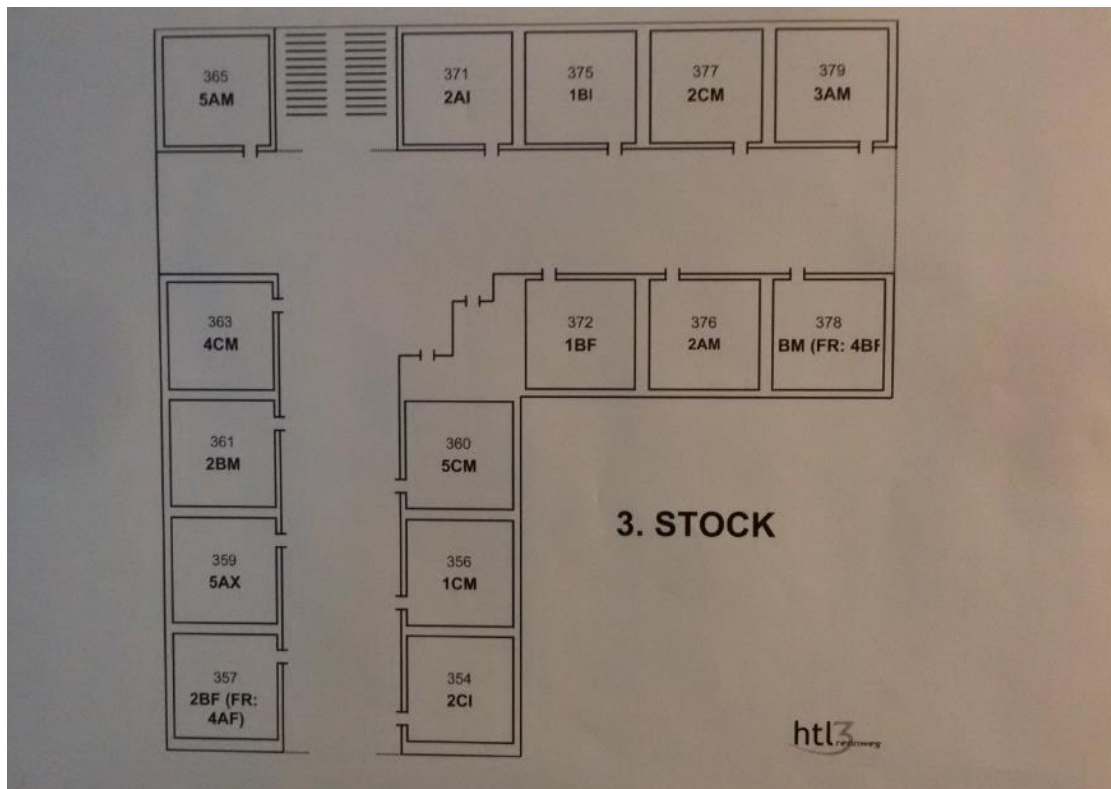 365
5AM
371
2AI
375
1BI
377
2CM
379
3AM
363
4CM
372
1BF
376
2AM
378
BM (FR: 4BF
361
2BM
360
5CM
3. STOCK
359
5AX
356
1CM
357
2BF (FR:
4AF)
354
2CI
htl3
rennweg